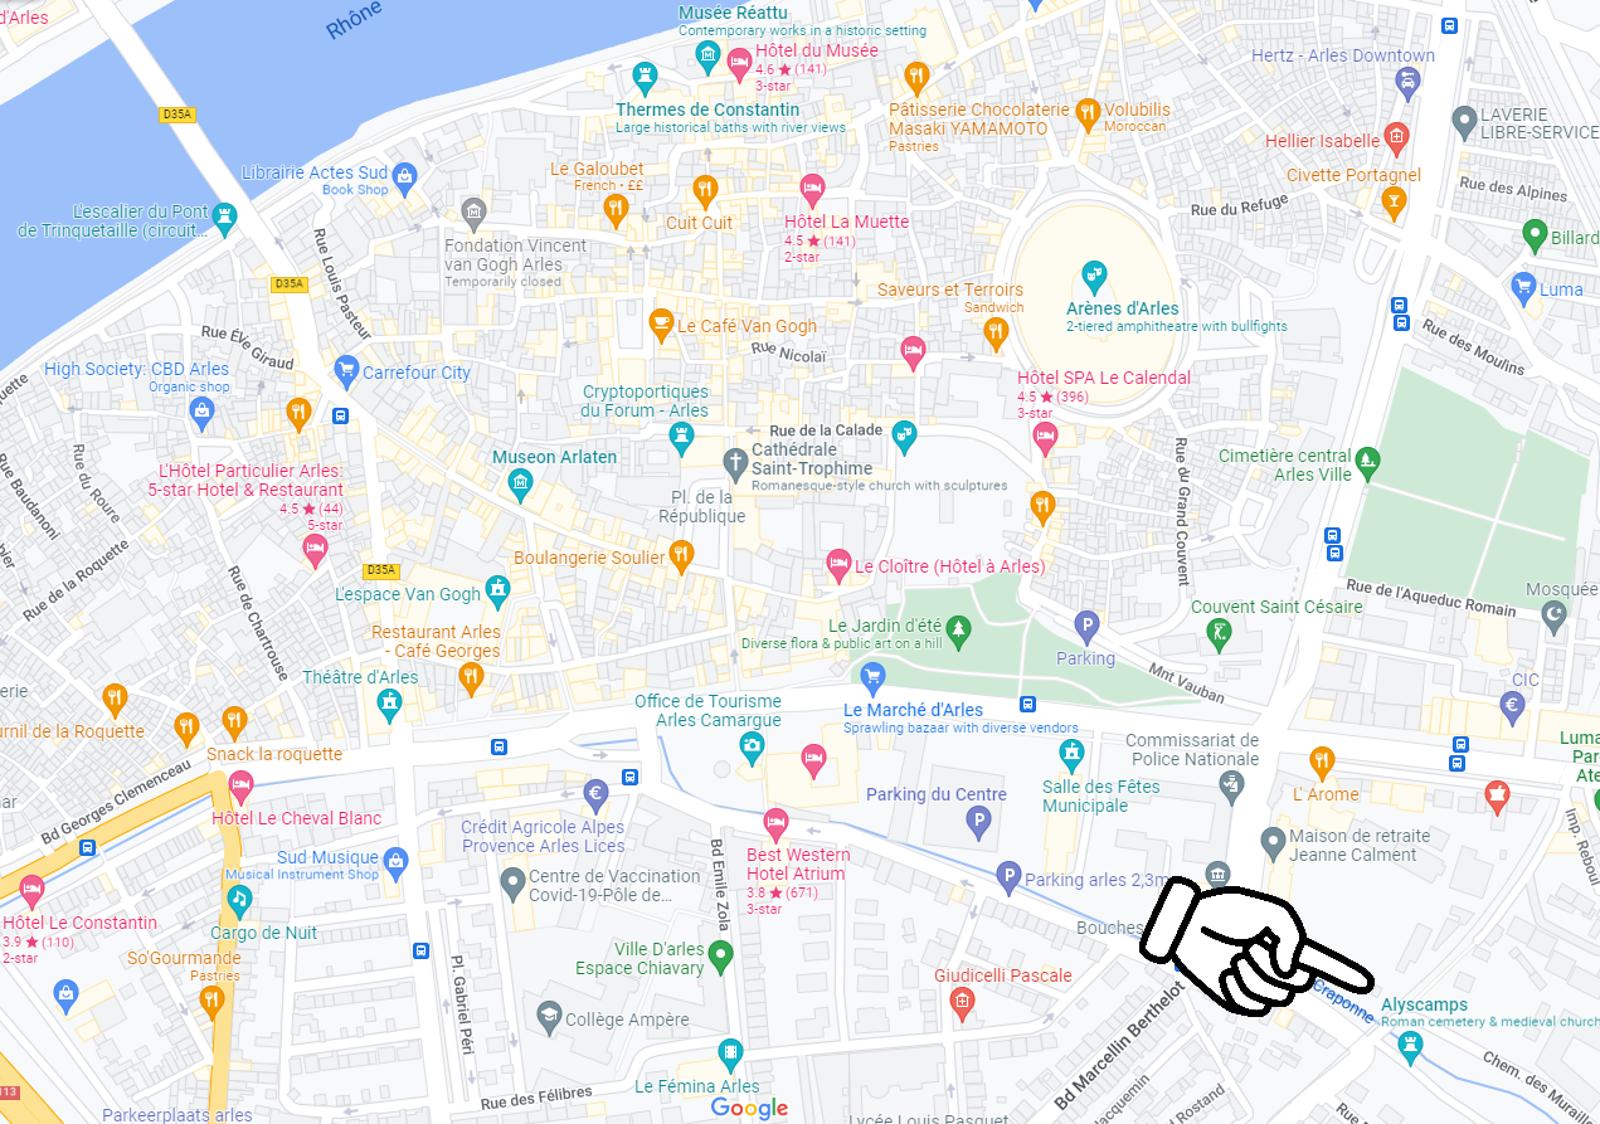 d'Arles
Rhône
Musée Réattu
Contemporary works in a historic setting
Hôtel du Musée
4.6 ★ (141)
3-star
Hertz - Arles Downtown
D35A
Thermes de Constantin
Large historical baths with river views
Pâtisserie Chocolaterie
Masaki YAMAMOTO
Pastries
Volubilis
Moroccan
LAVERIE
LIBRE-SERVICE
Hellier Isabelle
Librairie Actes Sud
Book Shop
Le Galoubet
French • ££
Civette Portagnel
Rue des Alpines
L'escalier du Pont
de Trinquetaille (circuit...
Cuit Cuit
Hôtel La Muette
4.5 ★ (141)
2-star
Rue du Refuge
Rue Louis Pasteur
Fondation Vincent
van Gogh Arles
Temporarily closed
Billard
D35A
Saveurs et Terroirs
Sandwich
Arènes d'Arles
2-tiered amphitheatre with bullfights
Luma
Rue Ève Giraud
Le Café Van Gogh
Rue Nicolaï
Rue des Moulins
quette
High Society: CBD Arles
Organic shop
Carrefour City
Hôtel SPA Le Calendal
4.5 ★ (396)
3-star
Cryptoportiques
du Forum - Arles
Rue de la Calade
Museon Arlaten
Cathédrale
Saint-Trophime
Romanesque-style church with sculptures
Cimetière central
Arles Ville
Rue du Grand Couvent
Rue Baudanoni
Rue du Roure
L'Hôtel Particulier Arles:
5-star Hotel & Restaurant
4.5 ★ (44)
5-star
Pl. de la
République
bier
Rue de la Roquette
Rue de Chartrouse
D35A
Boulangerie Soulier
Le Cloître (Hôtel à Arles)
L'espace Van Gogh
Rue de l'Aqueduc Romain
Mosquée
Couvent Saint Césaire
Restaurant Arles
- Café Georges
Le Jardin d'été
Diverse flora & public art on a hill
Parking
Mnt Vauban
CIC
erie
Théâtre d'Arles
Office de Tourisme
Arles Camargue
Le Marché d'Arles
Sprawling bazaar with diverse vendors
urnil de la Roquette
Snack la roquette
Commissariat de
Police Nationale
Luma
Par
Ate
Bd Georges Clemenceau
Hôtel Le Cheval Blanc
Parking du Centre
Salle des Fêtes
Municipale
L' Arome
ar
Crédit Agricole Alpes
Provence Arles Lices
Maison de retraite
Jeanne Calment
Imp. Reboul
Sud Musique
Musical Instrument Shop
Bd Emile Zola
Best Western
Hotel Atrium
3.8 ★ (671)
3-star
Centre de Vaccination
Covid-19-Pôle de...
Parking arles 2,3m
Hôtel Le Constantin
3.9 ★ (110)
2-star
Cargo de Nuit
Bouches
So'Gourmande
Pastries
Ville D'arles
Espace Chiavary
Pl. Gabriel Péri
Giudicelli Pascale
Craponne
Alyscamps
Roman cemetery & medieval church
Collège Ampère
Bd Marcellin Berthelot
Chem. des Muraille
Le Fémina Arles
113
Rue des Félibres
Google
Parkeerplaats arles
Lycée Louis Pasquet
acquemin
Rostand
Rue